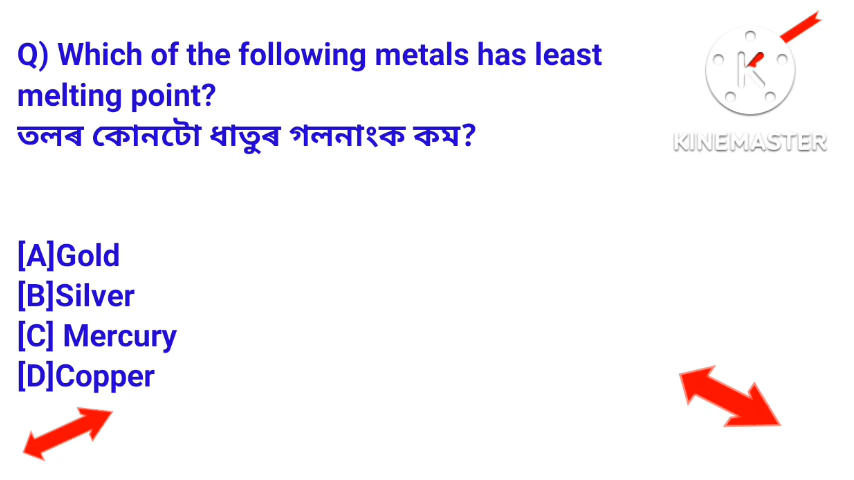 Q) Which of the following metals has least
melting point?
তলৰ কোনটো ধাতুৰ গলনাংক কম?
[A]Gold
[B]Silver
[C] Mercury
[D]Copper
K
KINEMASTER